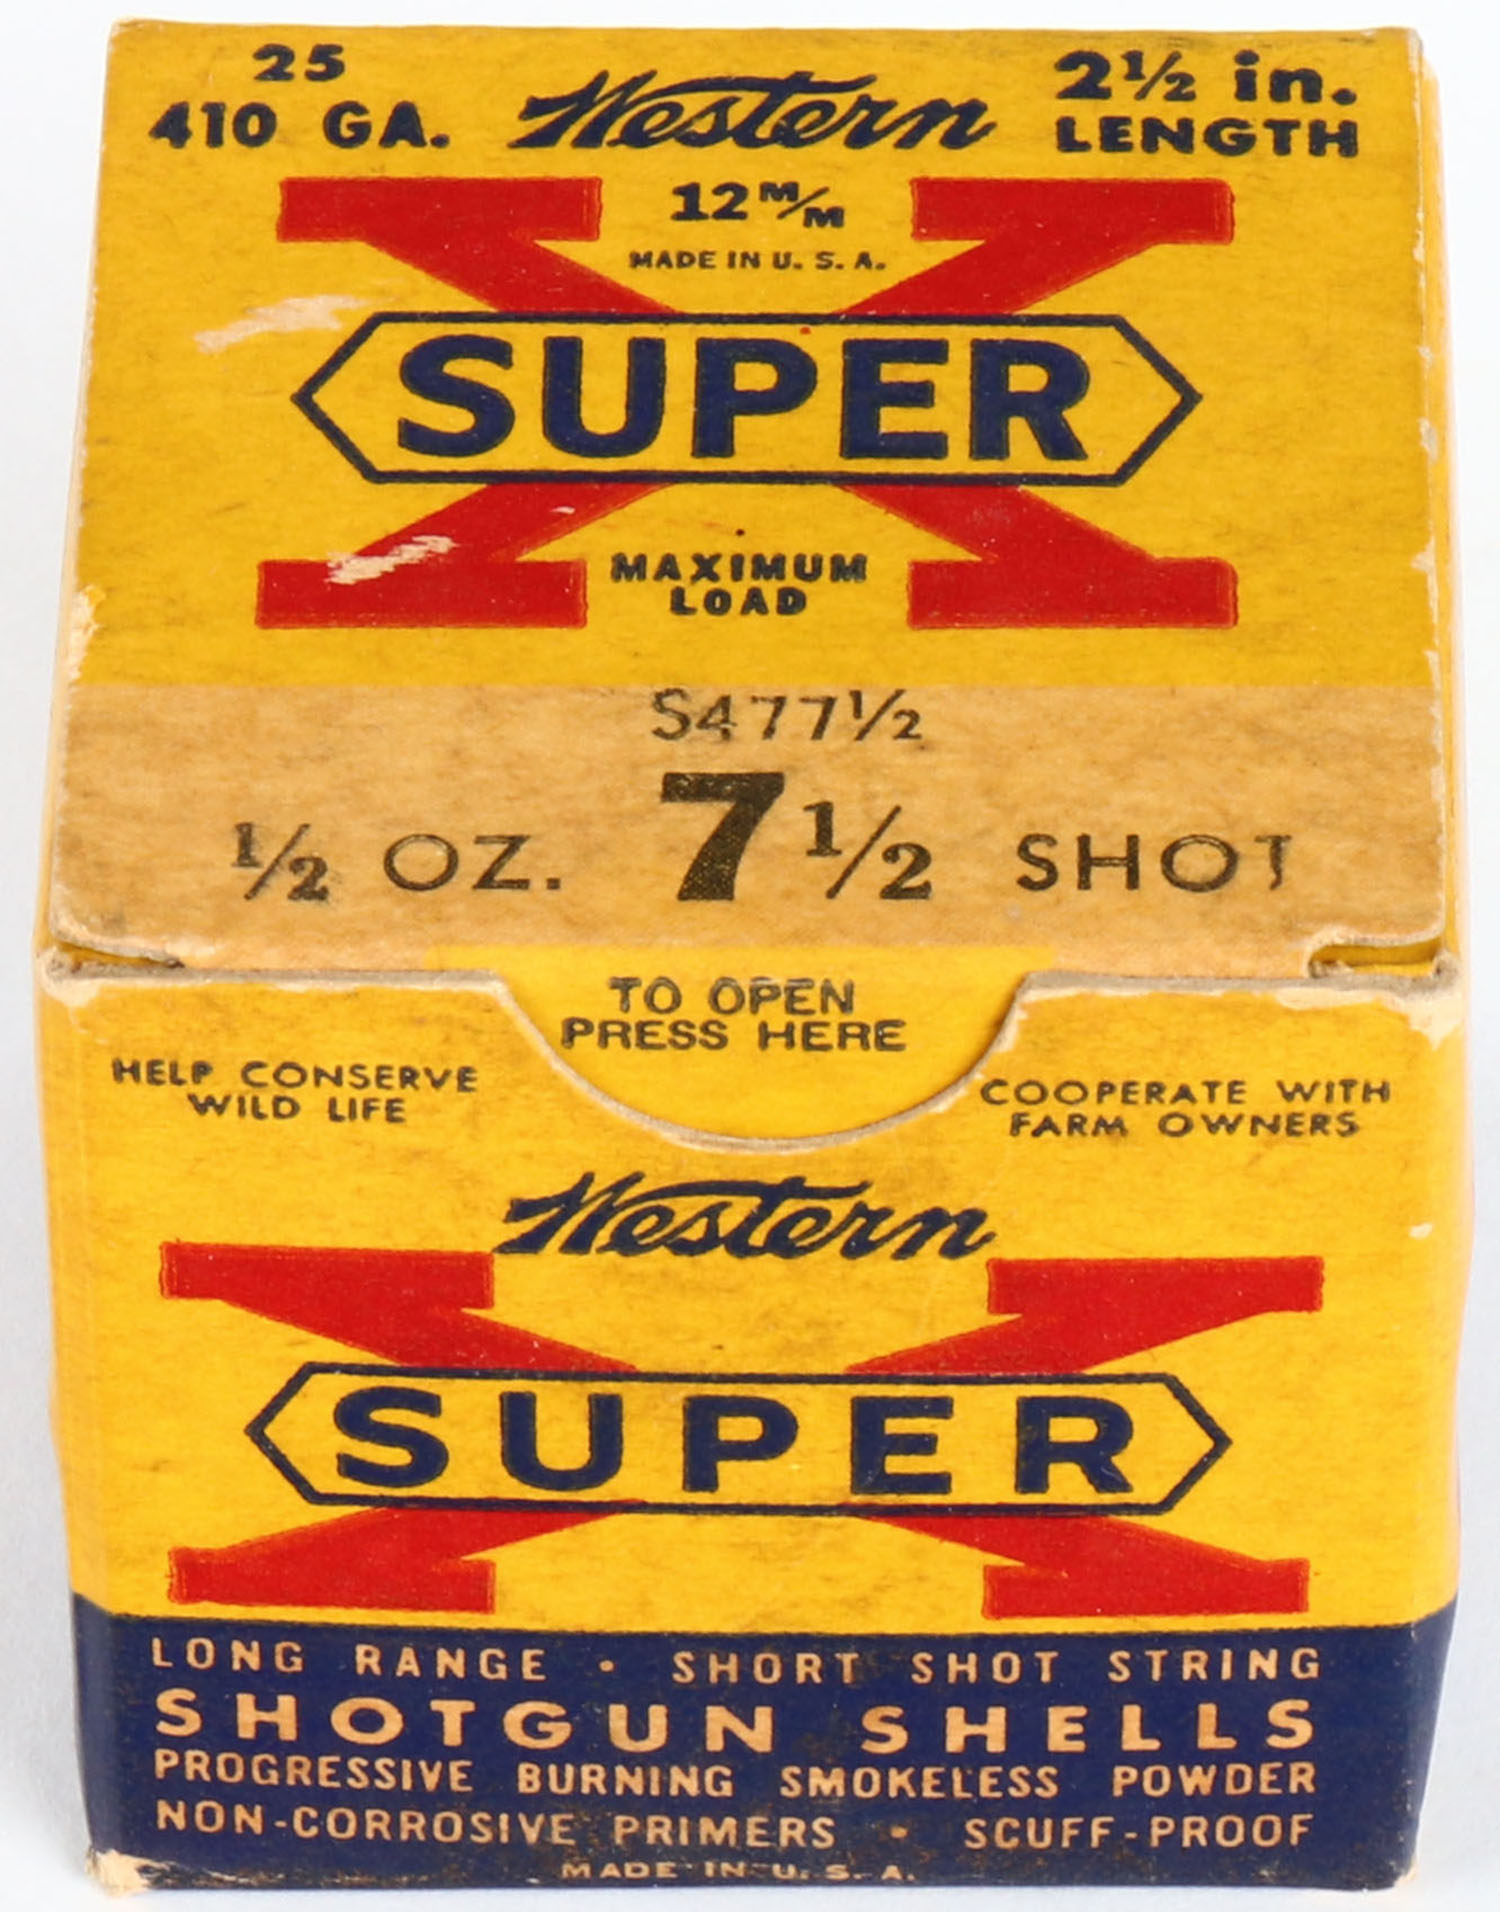 25
410 GA.
Western
2½ in.
LENGTH
12 M/M
MADE IN U. S. A.
SUPER
X
MAXIMUM
LOAD
S477½
½ OZ. 7½ SHOT
TO OPEN
PRESS HERE
HELP CONSERVE
WILD LIFE
COOPERATE WITH
FARM OWNERS
Western
SUPER
X
LONG RANGE • SHORT SHOT STRING
SHOTGUN SHELLS
PROGRESSIVE BURNING SMOKELESS POWDER
NON-CORROSIVE PRIMERS • SCUFF-PROOF
MADE IN U. S. A.